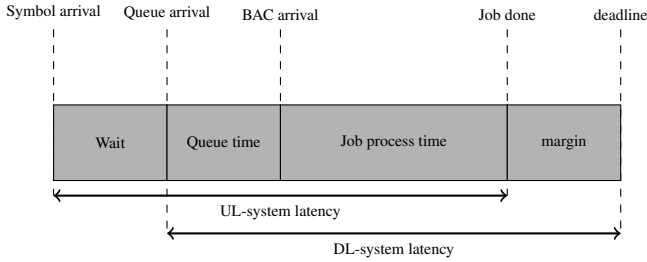 Symbol arrival Queue arrival BAC arrival Job done deadline
Wait Queue time Job process time margin
UL-system latency
DL-system latency